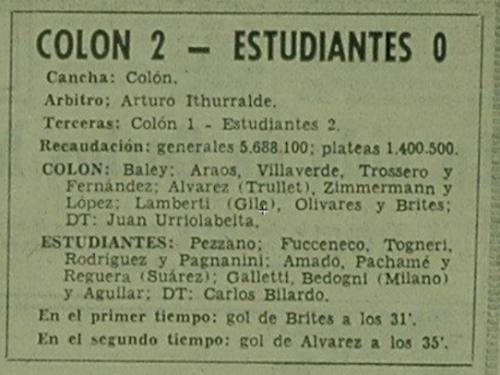 COLON 2 — ESTUDIANTES 0
Cancha: Colón.
Arbitro; Arturo Ithurralde.
Terceras: Colón 1 - Estudiantes 2.
Recaudación: generales 5.688.100; plateas 1.400.500.
COLON: Baley; Araos, Villaverde, Trossero y
Fernández; Alvarez (Trullet), Zimmermann y
López; Lamberti (Gile), Olivares y Brites;
DT: Juan Urriolabeita.
ESTUDIANTES: Pezzano; Fucceneco, Togneri,
Rodríguez y Pagnanini; Amado, Pachamé y
Reguera (Suárez); Galletti, Bedogni (Milano)
y Aguilar; DT: Carlos Bilardo.
En el primer tiempo: gol de Brites a los 31'.
En el segundo tiempo: gol de Alvarez a los 35'.